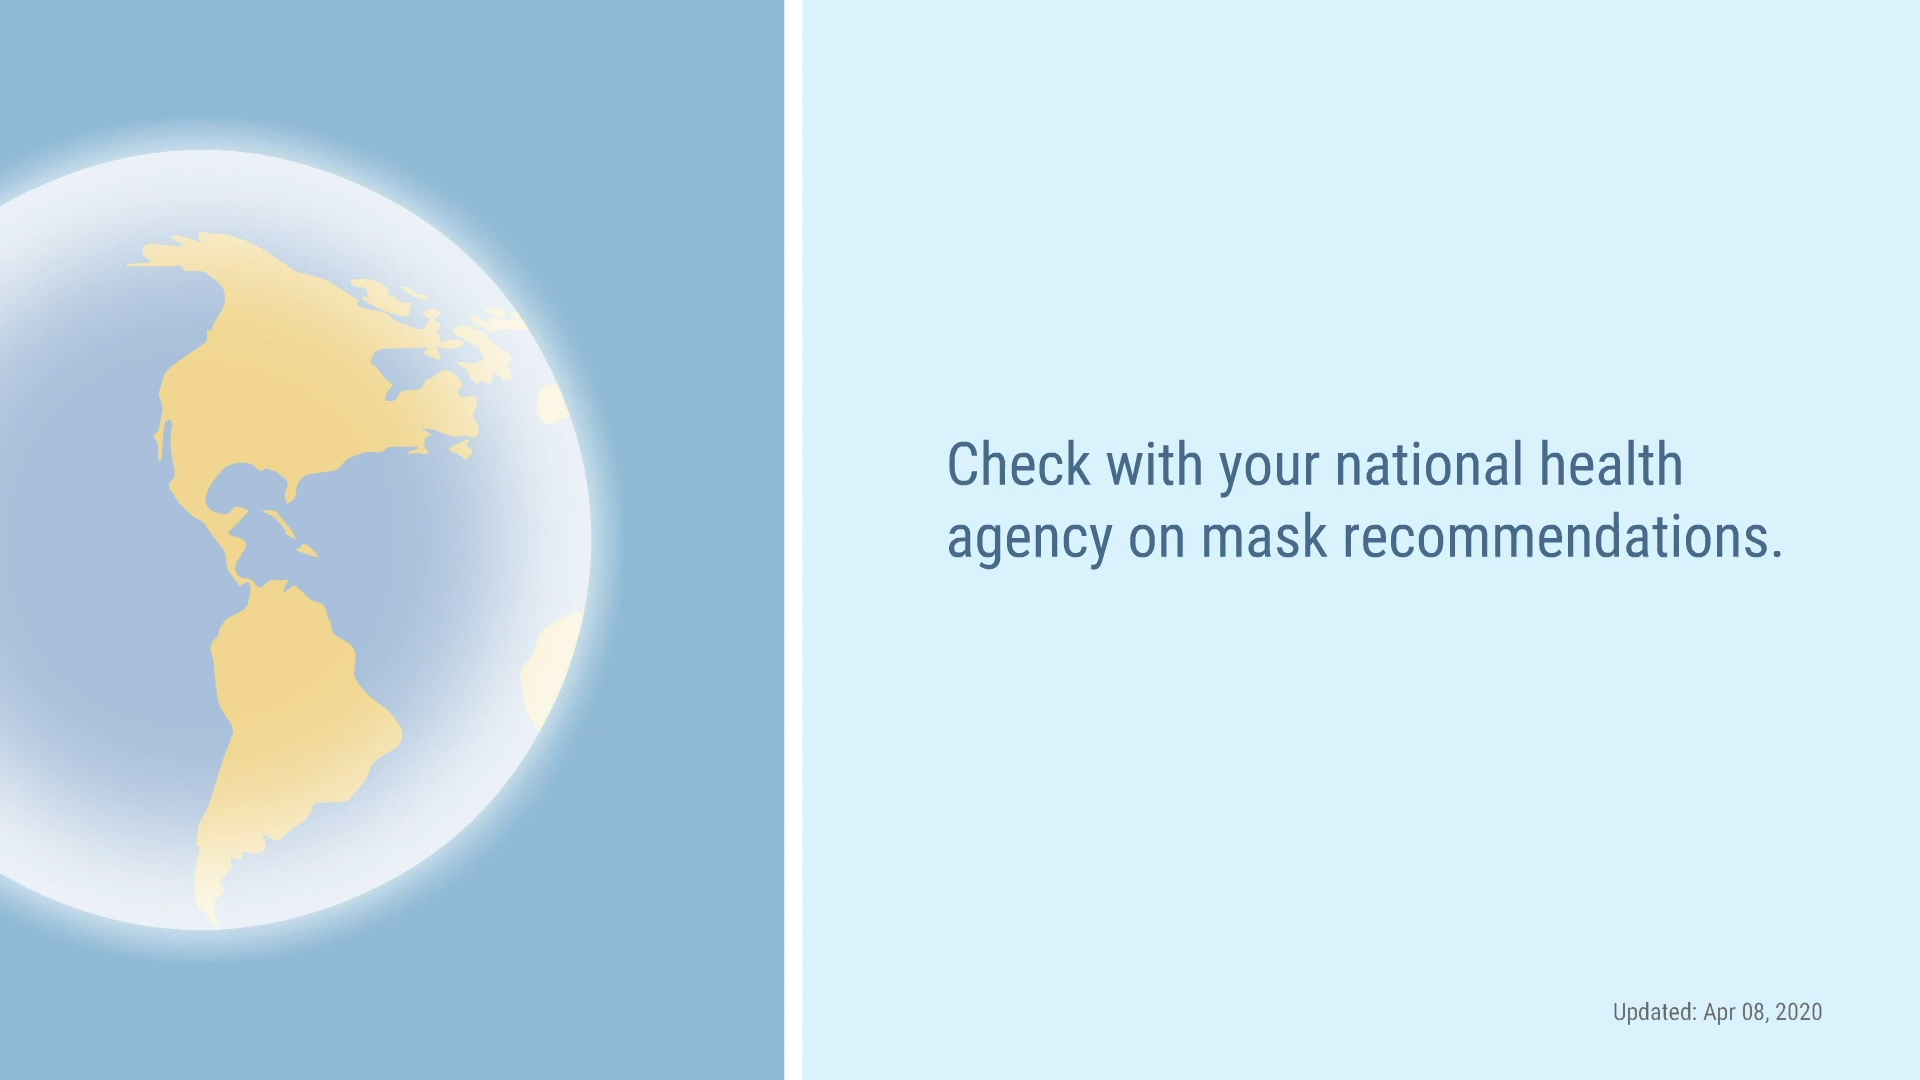 Check with your national health
agency on mask recommendations.
Updated: Apr 08, 2020